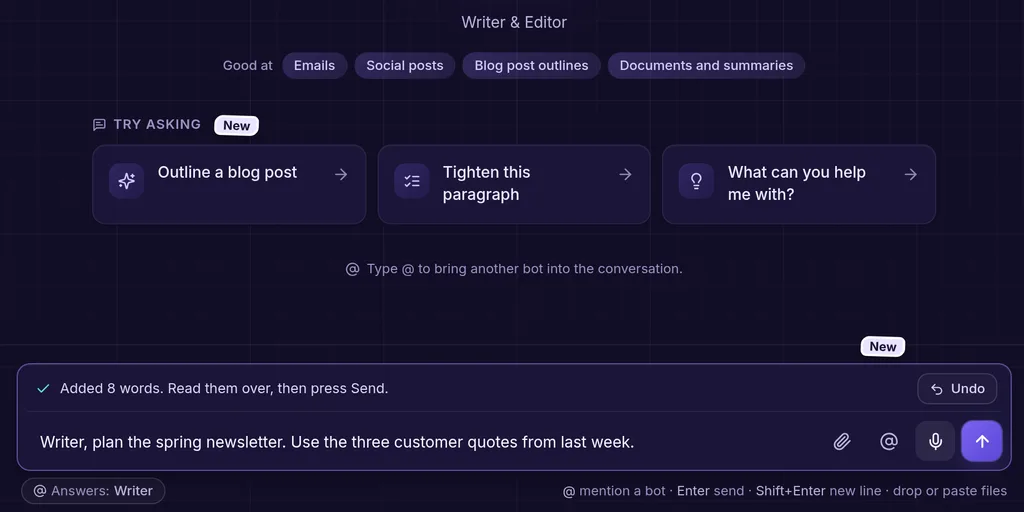 Writer & Editor
Good at Emails Social posts Blog post outlines Documents and summaries
TRY ASKING New
Outline a blog post
Tighten this
paragraph
What can you help
me with?
@ Type @ to bring another bot into the conversation.
New
Added 8 words. Read them over, then press Send. Undo
Writer, plan the spring newsletter. Use the three customer quotes from last week.
@ Answers: Writer
@ mention a bot · Enter send · Shift+Enter new line · drop or paste files